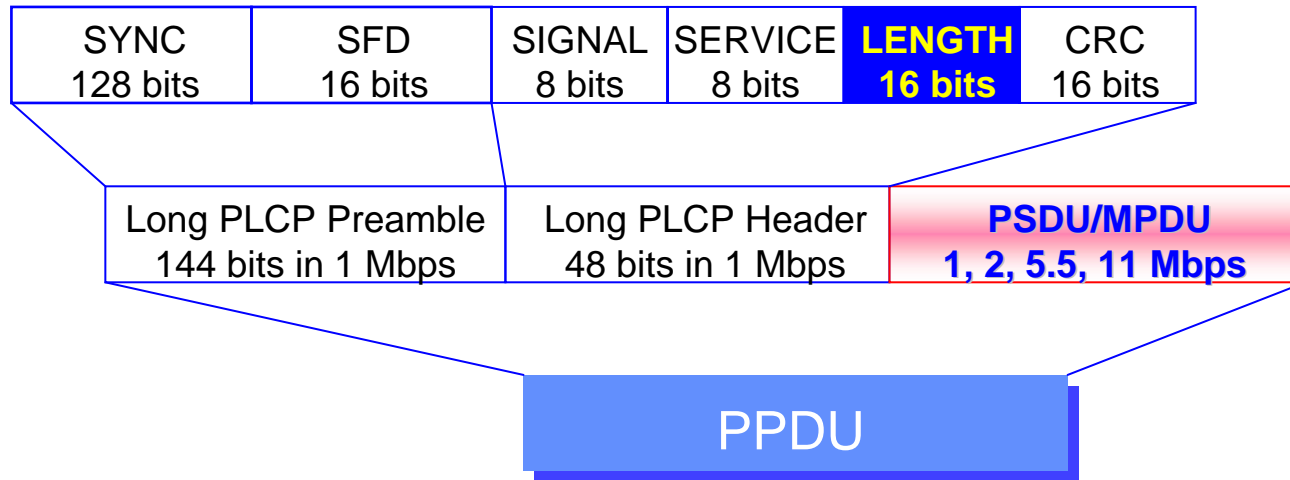 SYNC SFD SIGNAL SERVICE LENGTH CRC
128 bits 16 bits 8 bits 8 bits 16 bits 16 bits
Long PLCP Preamble Long PLCP Header PSDU/MPDU
144 bits in 1 Mbps 48 bits in 1 Mbps 1, 2, 5.5, 11 Mbps
PPDU